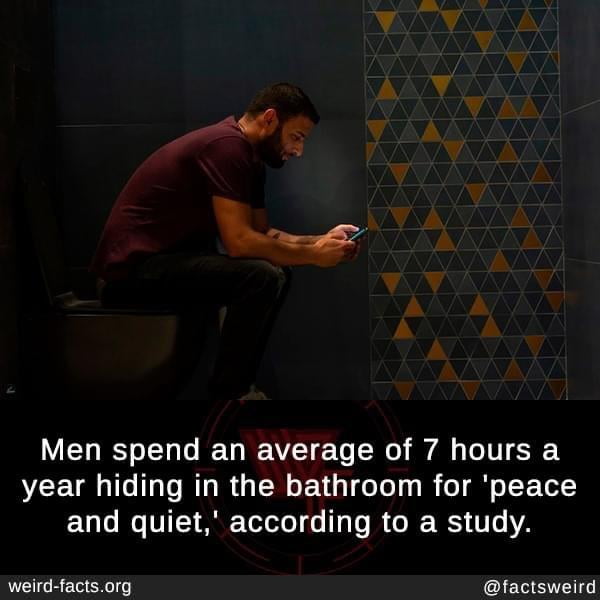 Men spend an average of 7 hours a
year hiding in the bathroom for 'peace
and quiet,' according to a study.
weird-facts.org
@factsweird